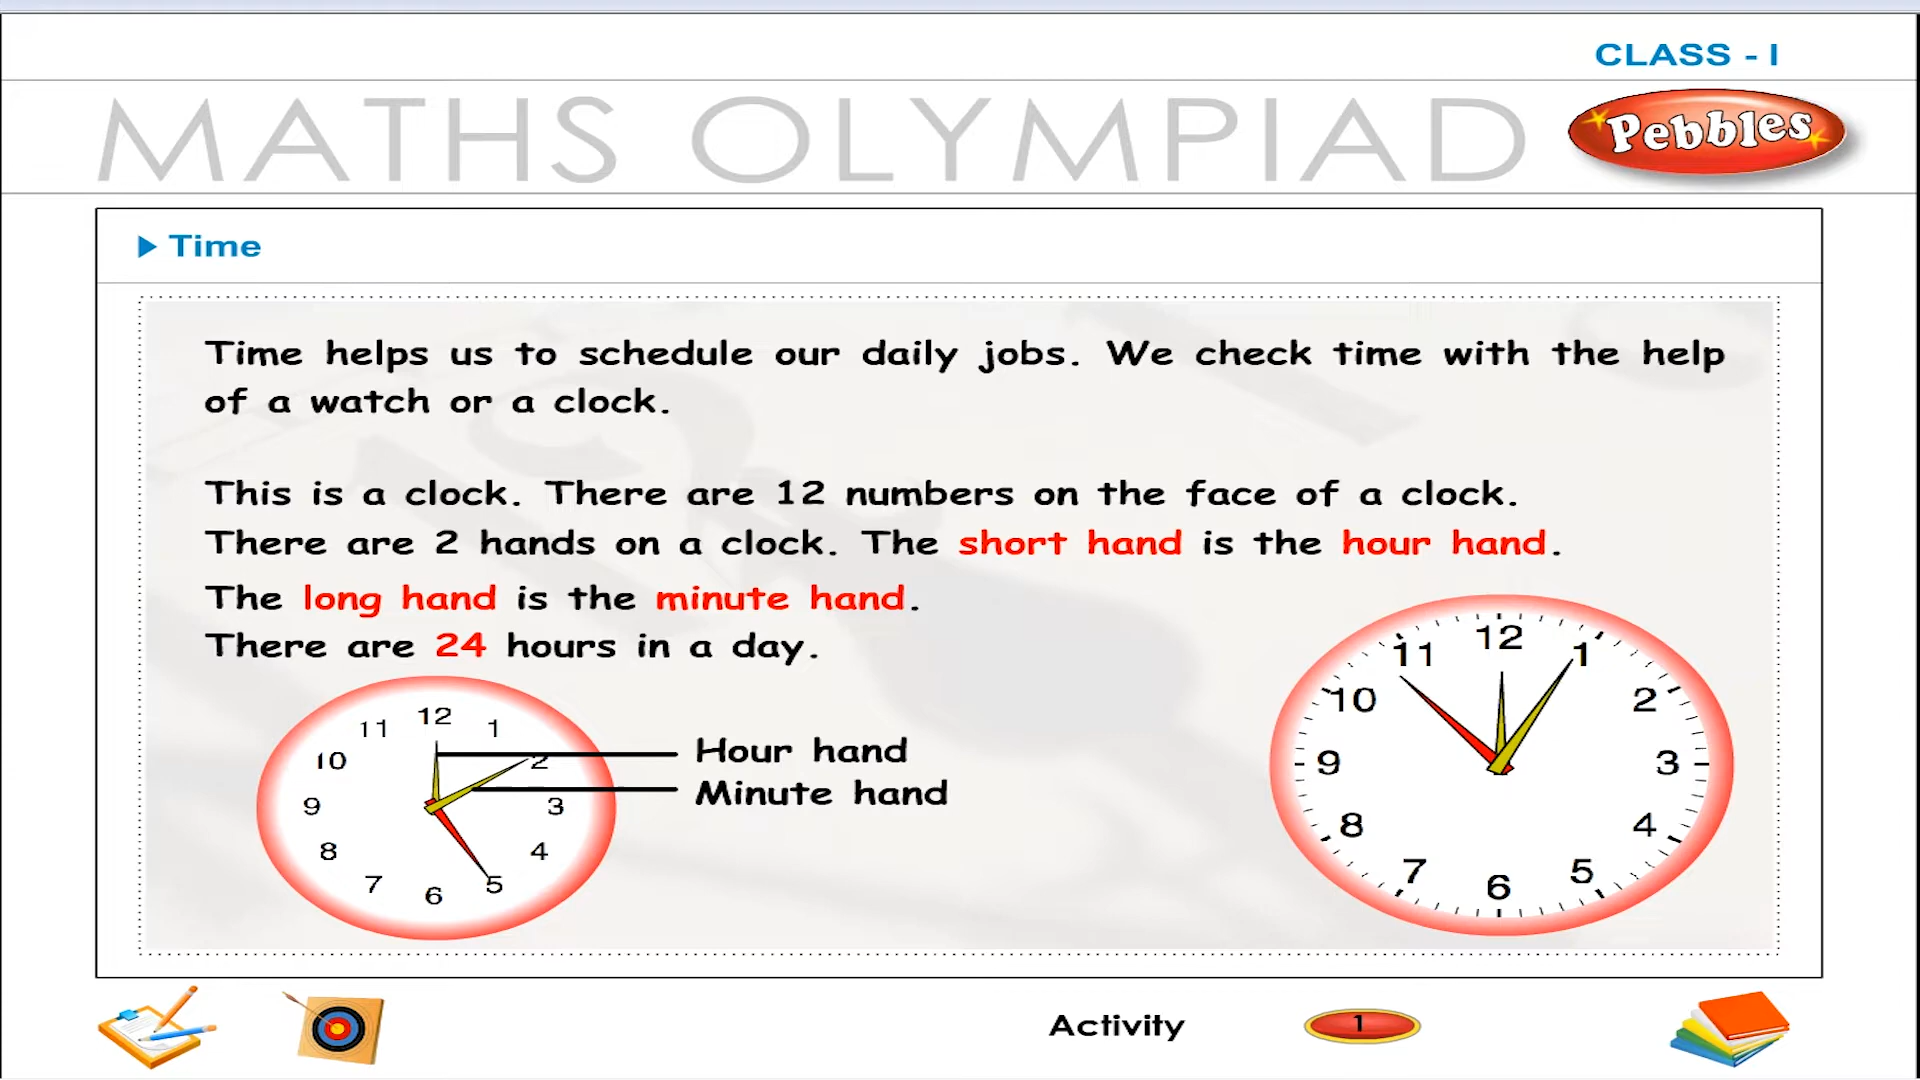 CLASS - I
MATHS OLYMPIAD
Pebbles
Time
Time helps us to schedule our daily jobs. We check time with the help
of a watch or a clock.
This is a clock. There are 12 numbers on the face of a clock.
There are 2 hands on a clock. The short hand is the hour hand.
The long hand is the minute hand.
There are 24 hours in a day.
12
1
2
3
4
5
6
7
8
9
10
11
Hour hand
Minute hand
12
1
2
3
4
5
6
7
8
9
10
11
Activity
1